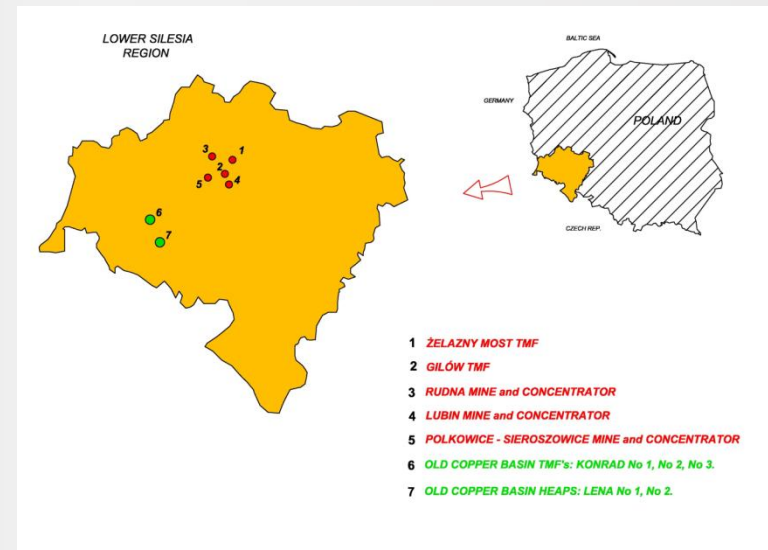 LOWER SILESIA
REGION
BALTIC SEA
GERMANY
POLAND
CZECH REP.
3
1
2
5
4
6
7
1 ŻELAZNY MOST TMF
2 GILÓW TMF
3 RUDNA MINE and CONCENTRATOR
4 LUBIN MINE and CONCENTRATOR
5 POLKOWICE - SIEROSZOWICE MINE and CONCENTRATOR
6 OLD COPPER BASIN TMF's: KONRAD No 1, No 2, No 3.
7 OLD COPPER BASIN HEAPS: LENA No 1, No 2.